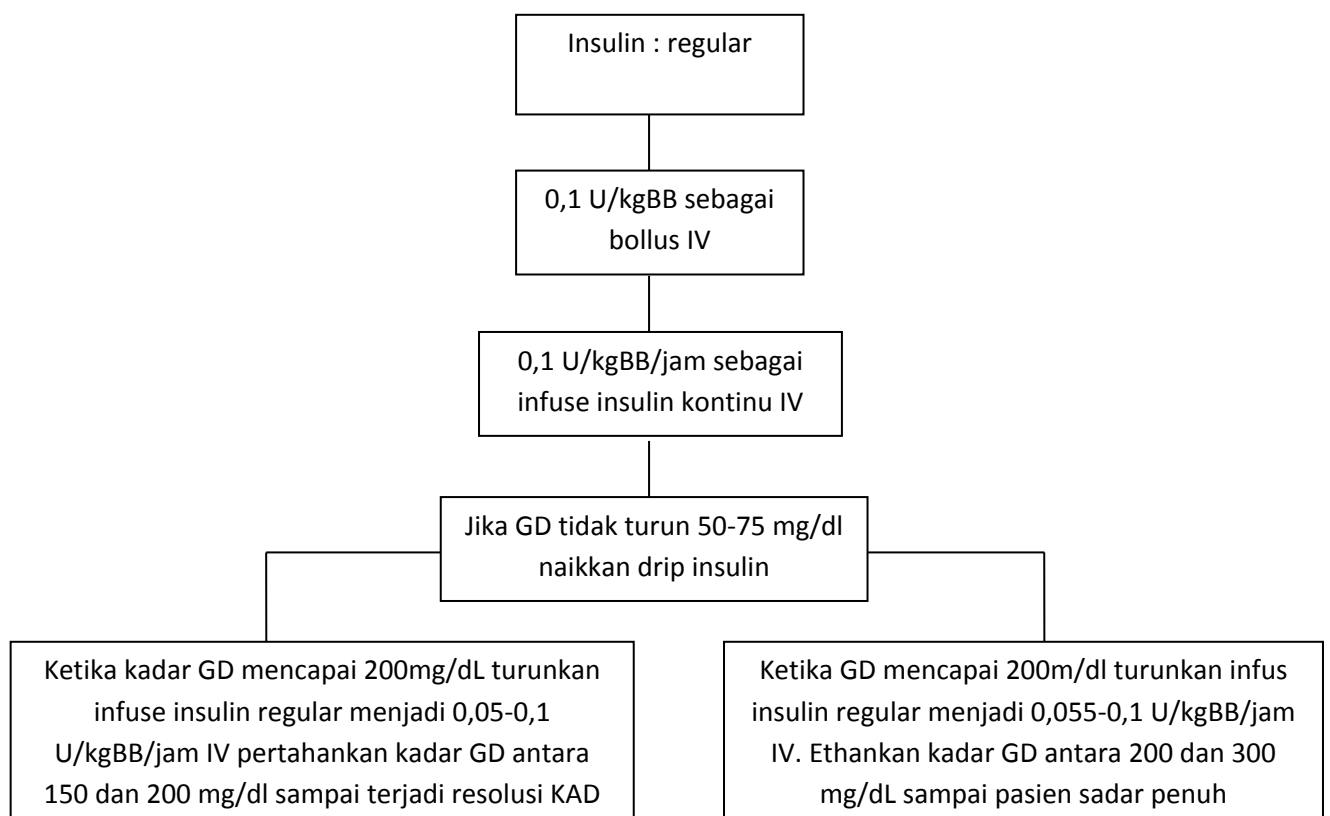 Insulin : regular
0,1 U/kgBB sebagai
bollus IV
0,1 U/kgBB/jam sebagai
infuse insulin kontinu IV
Jika GD tidak turun 50-75 mg/dl
naikkan drip insulin
Ketika kadar GD mencapai 200mg/dL turunkan
infuse insulin regular menjadi 0,05-0,1
U/kgBB/jam IV pertahankan kadar GD antara
150 dan 200 mg/dl sampai terjadi resolusi KAD
Ketika GD mencapai 200m/dl turunkan infus
insulin regular menjadi 0,055-0,1 U/kgBB/jam
IV. Ethankan kadar GD antara 200 dan 300
mg/dL sampai pasien sadar penuh